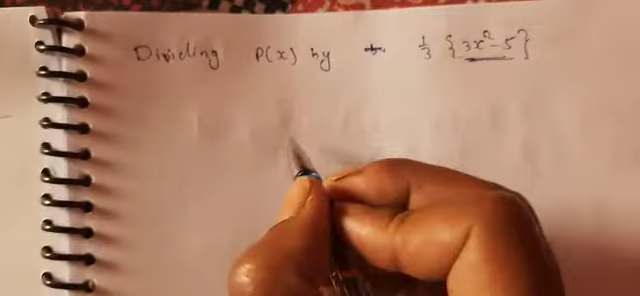 Dividing P(x) by 1/3 {3x² - 5}